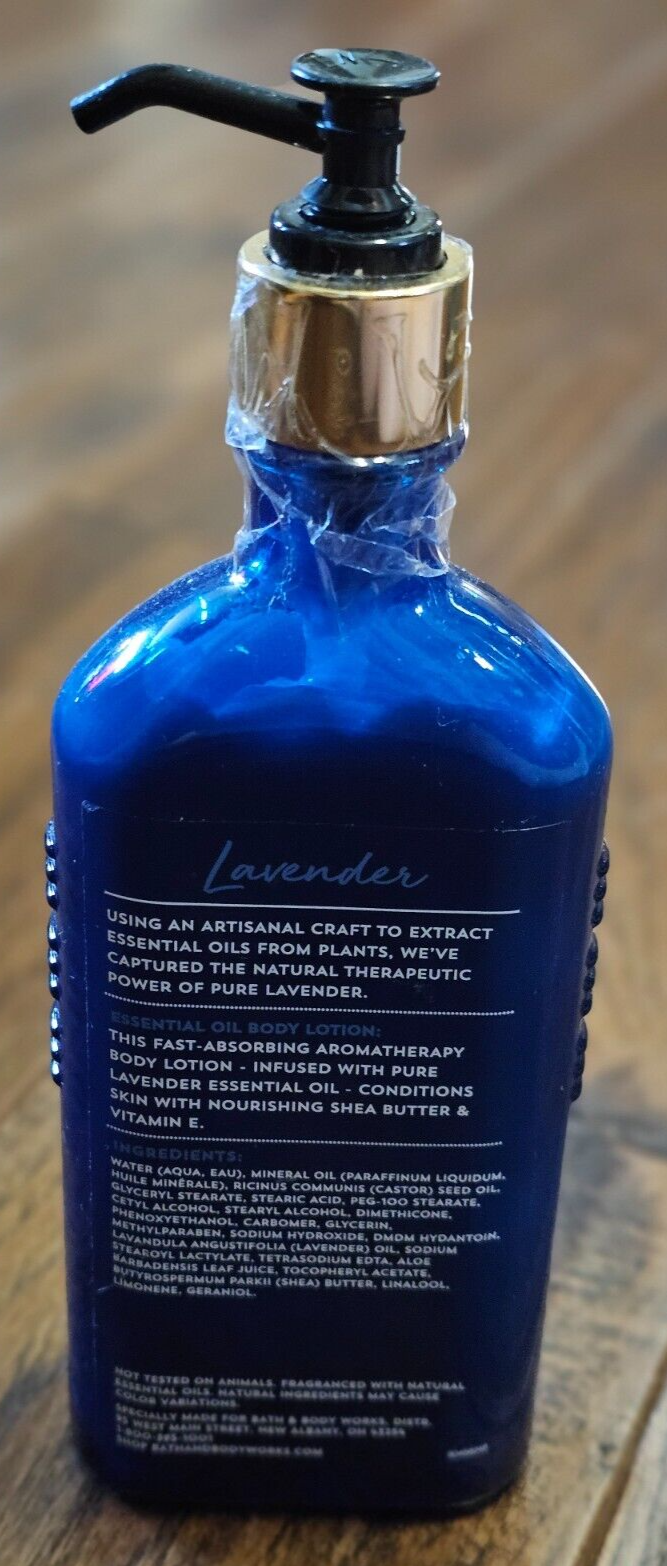 Lavender
USING AN ARTISANAL CRAFT TO EXTRACT
ESSENTIAL OILS FROM PLANTS, WE'VE
CAPTURED THE NATURAL THERAPEUTIC
POWER OF PURE LAVENDER.
ESSENTIAL OIL BODY LOTION:
THIS FAST-ABSORBING AROMATHERAPY
BODY LOTION - INFUSED WITH PURE
LAVENDER ESSENTIAL OIL - CONDITIONS
SKIN WITH NOURISHING SHEA BUTTER &
VITAMIN E.
INGREDIENTS:
WATER (AQUA, EAU), MINERAL OIL (PARAFFINUM LIQUIDUM,
HUILE MINÉRALE), RICINUS COMMUNIS (CASTOR) SEED OIL,
GLYCERYL STEARATE, STEARIC ACID, PEG-100 STEARATE,
CETYL ALCOHOL, STEARYL ALCOHOL, DIMETHICONE,
PHENOXYETHANOL, CARBOMER, GLYCERIN,
METHYLPARABEN, SODIUM HYDROXIDE, DMDM HYDANTOIN,
LAVANDULA ANGUSTIFOLIA (LAVENDER) OIL, SODIUM
STEAROYL LACTYLATE, TETRASODIUM EDTA, ALOE
BARBADENSIS LEAF JUICE, TOCOPHERYL ACETATE,
BUTYROSPERMUM PARKII (SHEA) BUTTER, LINALOOL,
LIMONENE, GERANIOL.
NOT TESTED ON ANIMALS. FRAGRANCED WITH NATURAL
ESSENTIAL OILS. NATURAL INGREDIENTS MAY CAUSE
COLOR VARIATIONS.
SPECIALLY MADE FOR BATH & BODY WORKS, DISTR.
95 WEST MAIN STREET, NEW ALBANY, OH 43054
1-800-395-1001
SHOP BATHANDBODYWORKS.COM